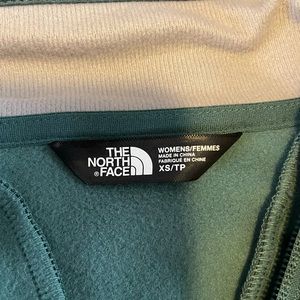 THE
NORTH
®FACE
WOMENS/FEMMES
MADE IN CHINA
FABRIQUÉ EN CHINE
XS/TP